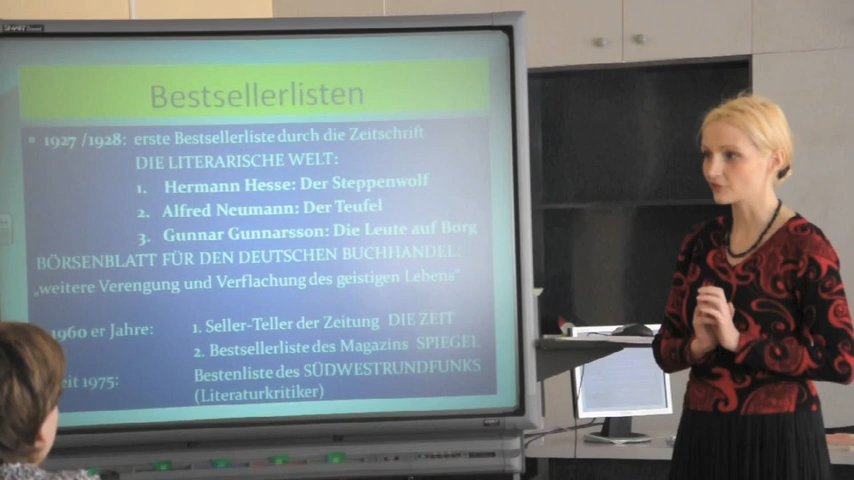 Bestsellerlisten
* 1927 /1928: erste Bestsellerliste durch die Zeitschrift
DIE LITERARISCHE WELT:
1. Hermann Hesse: Der Steppenwolf
2. Alfred Neumann: Der Teufel
3. Gunnar Gunnarsson: Die Leute auf Borg
BÖRSENBLATT FÜR DEN DEUTSCHEN BUCHHANDEL:
„weitere Verengung und Verflachung des geistigen Lebens“
1960 er Jahre: 1. Seller-Teller der Zeitung DIE ZEIT
2. Bestsellerliste des Magazins SPIEGEL
eit 1975: Bestenliste des SÜDWESTRUNDFUNKS
(Literaturkritiker)